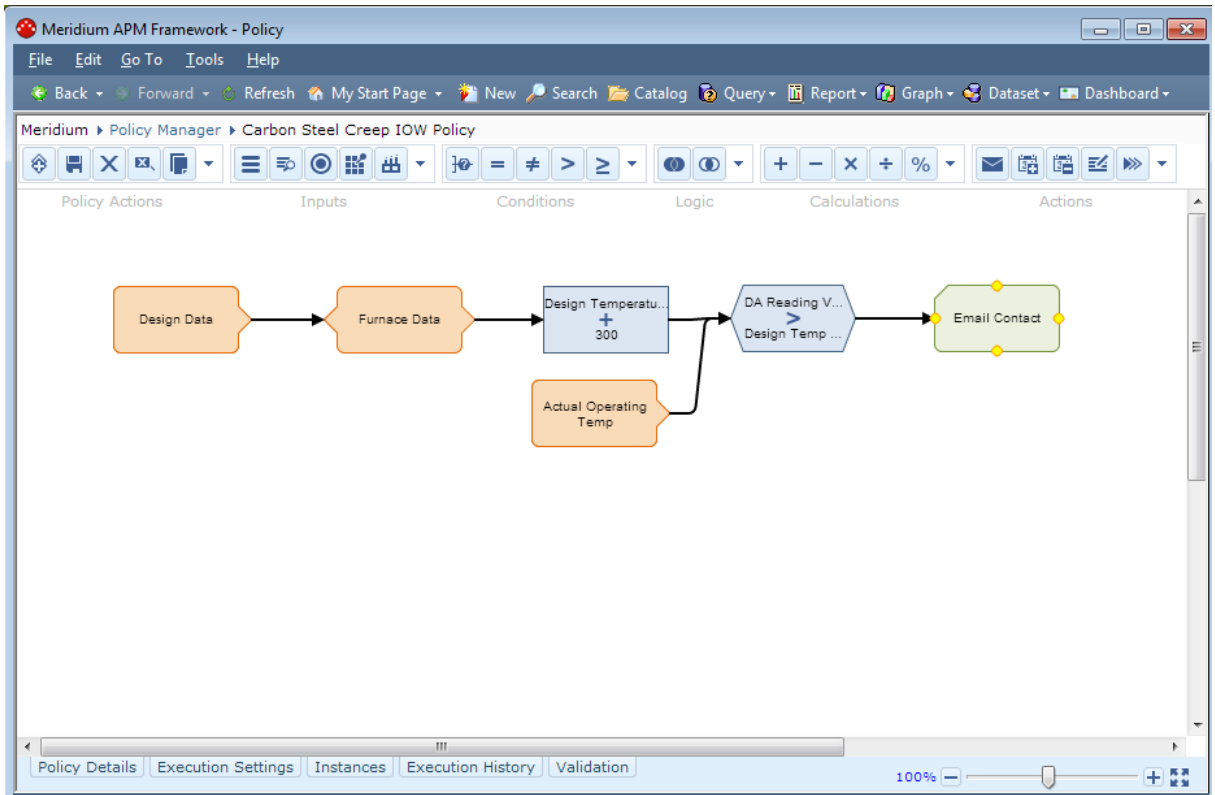 Meridium APM Framework - Policy
File Edit Go To Tools Help
Back Forward Refresh My Start Page New Search Catalog Query Report Graph Dataset Dashboard
Meridium Policy Manager Carbon Steel Creep IOW Policy
= ≠ > ≥ + − × ÷ %
Policy Actions Inputs Conditions Logic Calculations Actions
Design Data
Furnace Data
Design Temperatu...
+
300
DA Reading V...
>
Design Temp ...
Email Contact
Actual Operating
Temp
Policy Details Execution Settings Instances Execution History Validation
100%